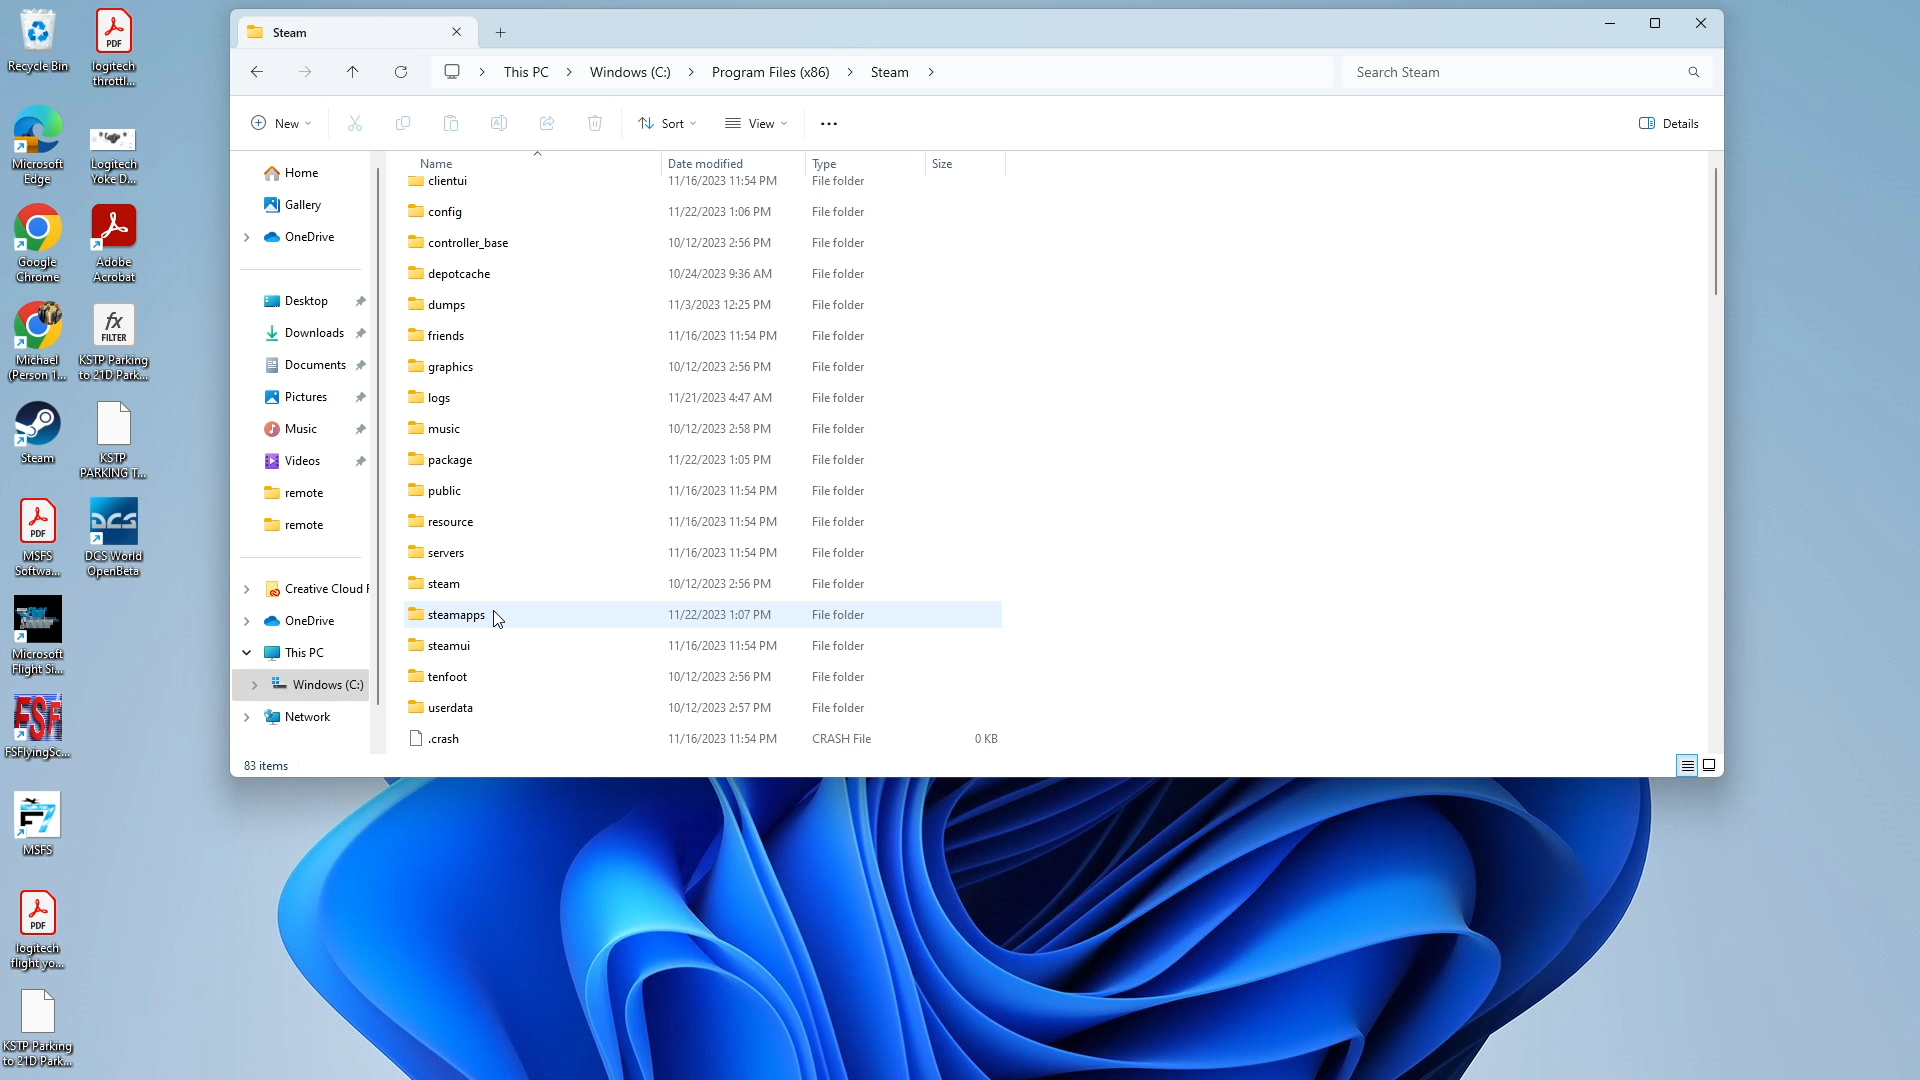 Recycle Bin
logitech
throttl...
Microsoft
Edge
Logitech
Yoke D...
Google
Chrome
Adobe
Acrobat
Michael
(Person 1...
fx
FILTER
KSTP Parking
to 21D Park...
Steam
KSTP
PARKING T...
PDF
MSFS
Softwa...
DCS
DCS World
OpenBeta
Microsoft
Flight Si...
FSF
FSFlyingSc...
F7
MSFS
PDF
logitech
flight yo...
KSTP Parking
to 21D Park...
Steam
This PC
Windows (C:)
Program Files (x86)
Steam
Search Steam
New
Sort
View
Details
Home
Gallery
OneDrive
Desktop
Downloads
Documents
Pictures
Music
Videos
remote
remote
Creative Cloud F
OneDrive
This PC
Windows (C:)
Network
Name Date modified Type Size
clientui 11/16/2023 11:54 PM File folder
config 11/22/2023 1:06 PM File folder
controller_base 10/12/2023 2:56 PM File folder
depotcache 10/24/2023 9:36 AM File folder
dumps 11/3/2023 12:25 PM File folder
friends 11/16/2023 11:54 PM File folder
graphics 10/12/2023 2:56 PM File folder
logs 11/21/2023 4:47 AM File folder
music 10/12/2023 2:58 PM File folder
package 11/22/2023 1:05 PM File folder
public 11/16/2023 11:54 PM File folder
resource 11/16/2023 11:54 PM File folder
servers 11/16/2023 11:54 PM File folder
steam 10/12/2023 2:56 PM File folder
steamapps 11/22/2023 1:07 PM File folder
steamui 11/16/2023 11:54 PM File folder
tenfoot 10/12/2023 2:56 PM File folder
userdata 10/12/2023 2:57 PM File folder
.crash 11/16/2023 11:54 PM CRASH File 0 KB
83 items